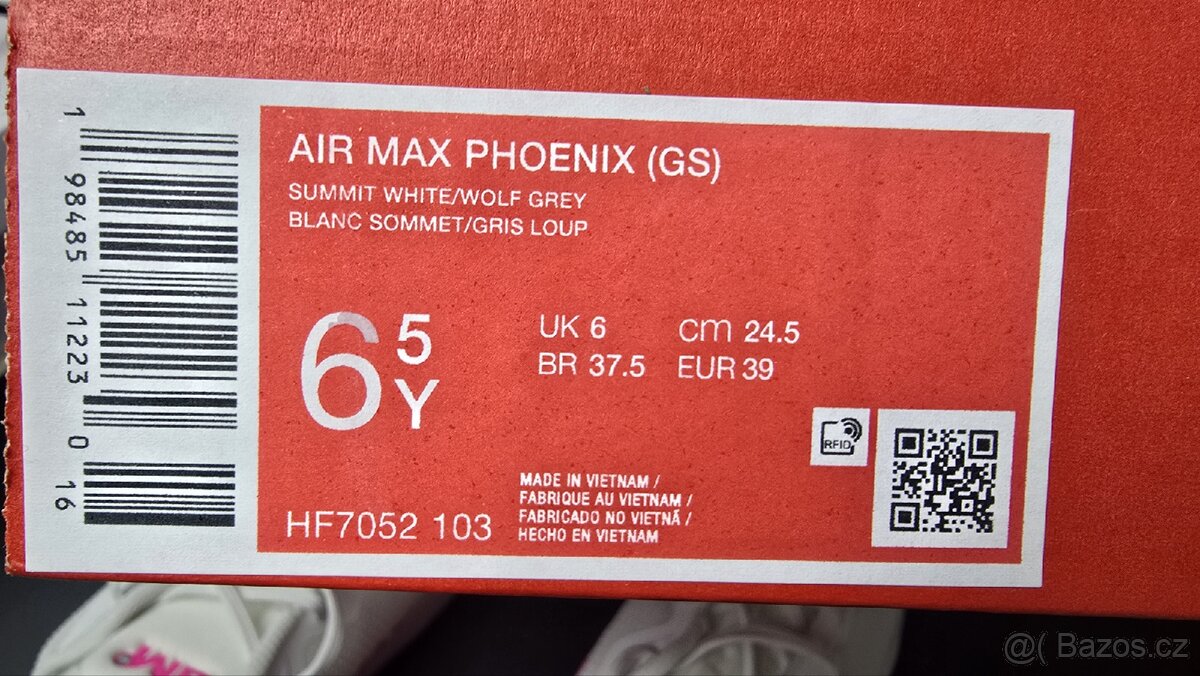 AIR MAX PHOENIX (GS)
SUMMIT WHITE/WOLF GREY
BLANC SOMMET/GRIS LOUP
6
5
Y
UK 6
cm 24.5
BR 37.5
EUR 39
RFID
HF7052 103
MADE IN VIETNAM /
FABRIQUE AU VIETNAM /
FABRICADO NO VIETNÃ /
HECHO EN VIETNAM
1 98485 11223 0
16
@( Bazos.cz